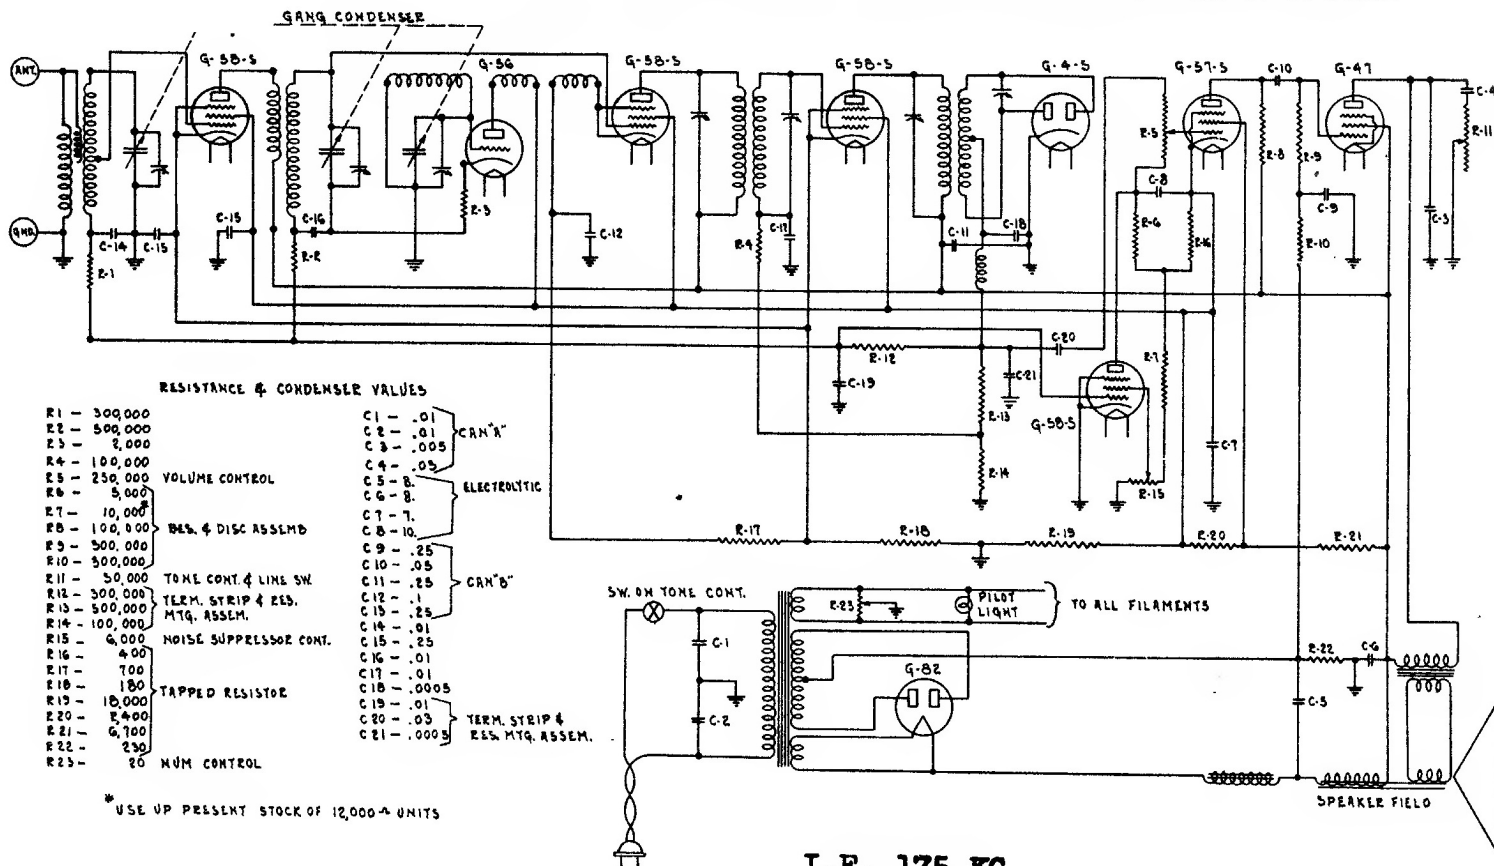 GANG CONDENSER
ANT.
G-58-S
G-56
G-58-S
G-58-S
G-4-S
G-57-S
C-10
G-47
C-4
R-5
R-8
R-9
R-11
GND.
C-14
C-15
C-15
C-16
R-3
C-12
R-4
C-17
C-11
C-18
C-8
R-6
R-16
C-9
R-10
C-3
R-1
R-2
R-12
C-20
C-19
C-21
R-7
G-58-S
R-13
C-7
R-14
R-15
R-17
R-18
R-19
R-20
R-21
RESISTANCE & CONDENSER VALUES
R1 - 300,000
R2 - 500,000
R3 - 2,000
R4 - 100,000
R5 - 250,000 VOLUME CONTROL
R6 - 5,000
R7 - 10,000*
R8 - 100,000 RES. & DISC ASSEMB
R9 - 500,000
R10 - 500,000
R11 - 50,000 TONE CONT. & LINE SW.
R12 - 300,000 TERM. STRIP & RES.
R13 - 500,000 MTG. ASSEM.
R14 - 100,000
R15 - 6,000 NOISE SUPPRESSOR CONT.
R16 - 400
R17 - 700
R18 - 180 TAPPED RESISTOR
R19 - 18,000
R20 - 2,400
R21 - 6,700
R22 - 230
R23 - 20 HUM CONTROL
C1 - .01
C2 - .01 CAN "A"
C3 - .005
C4 - .05
C5 - 8. ELECTROLYTIC
C6 - 8.
C7 - 7.
C8 - 10.
C9 - .25
C10 - .05
C11 - .25 CAN "B"
C12 - .1
C13 - .25
C14 - .01
C15 - .25
C16 - .01
C17 - .01
C18 - .0005
C19 - .01
C20 - .03 TERM. STRIP &
C21 - .0005 RES. MTG. ASSEM.
* USE UP PRESENT STOCK OF 12,000 Ω UNITS
SW. ON TONE CONT.
C-1
C-2
R-23
PILOT
LIGHT
TO ALL FILAMENTS
G-82
R-22
C-6
C-5
SPEAKER FIELD
I.F. 175 KC